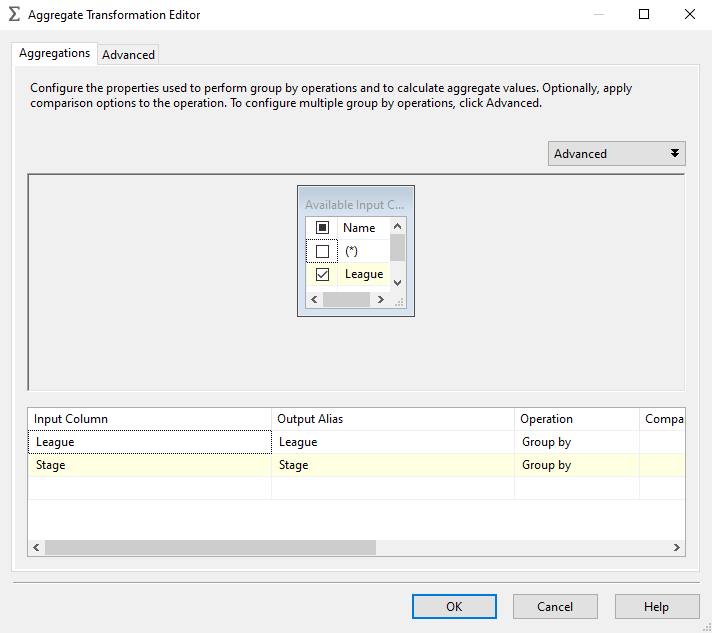 Aggregate Transformation Editor
Aggregations
Advanced
Configure the properties used to perform group by operations and to calculate aggregate values. Optionally, apply
comparison options to the operation. To configure multiple group by operations, click Advanced.
Advanced
Available Input C...
Name
(*)
League
Input Column Output Alias Operation Compa
League League Group by
Stage Stage Group by
OK Cancel Help